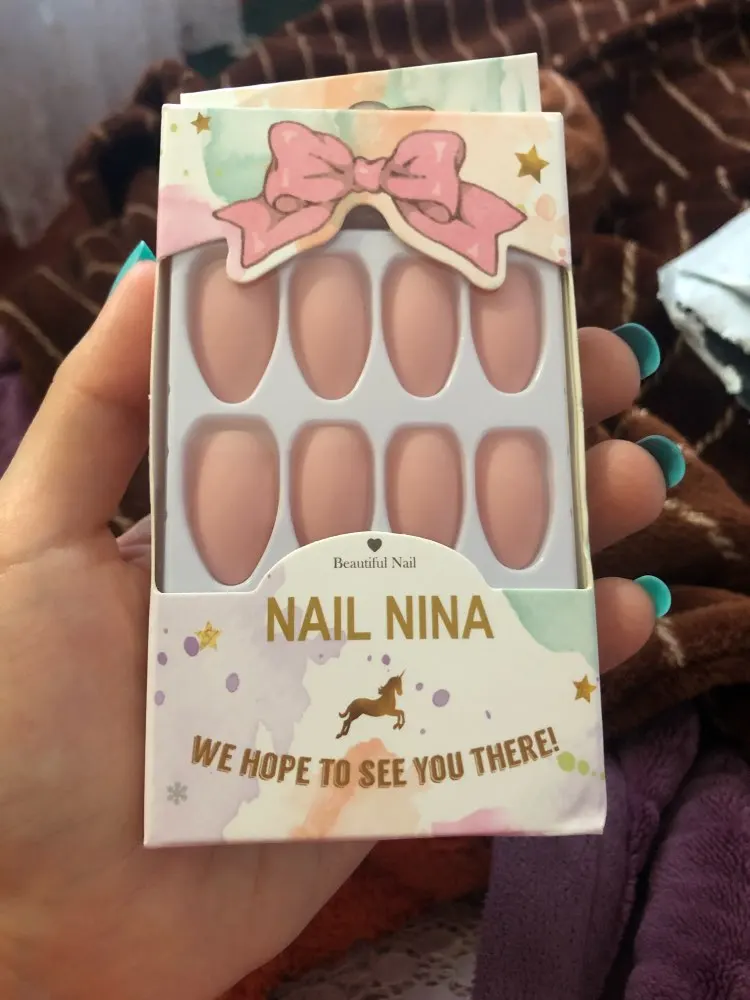 Beautiful Nail
NAIL NINA
WE HOPE TO SEE YOU THERE!